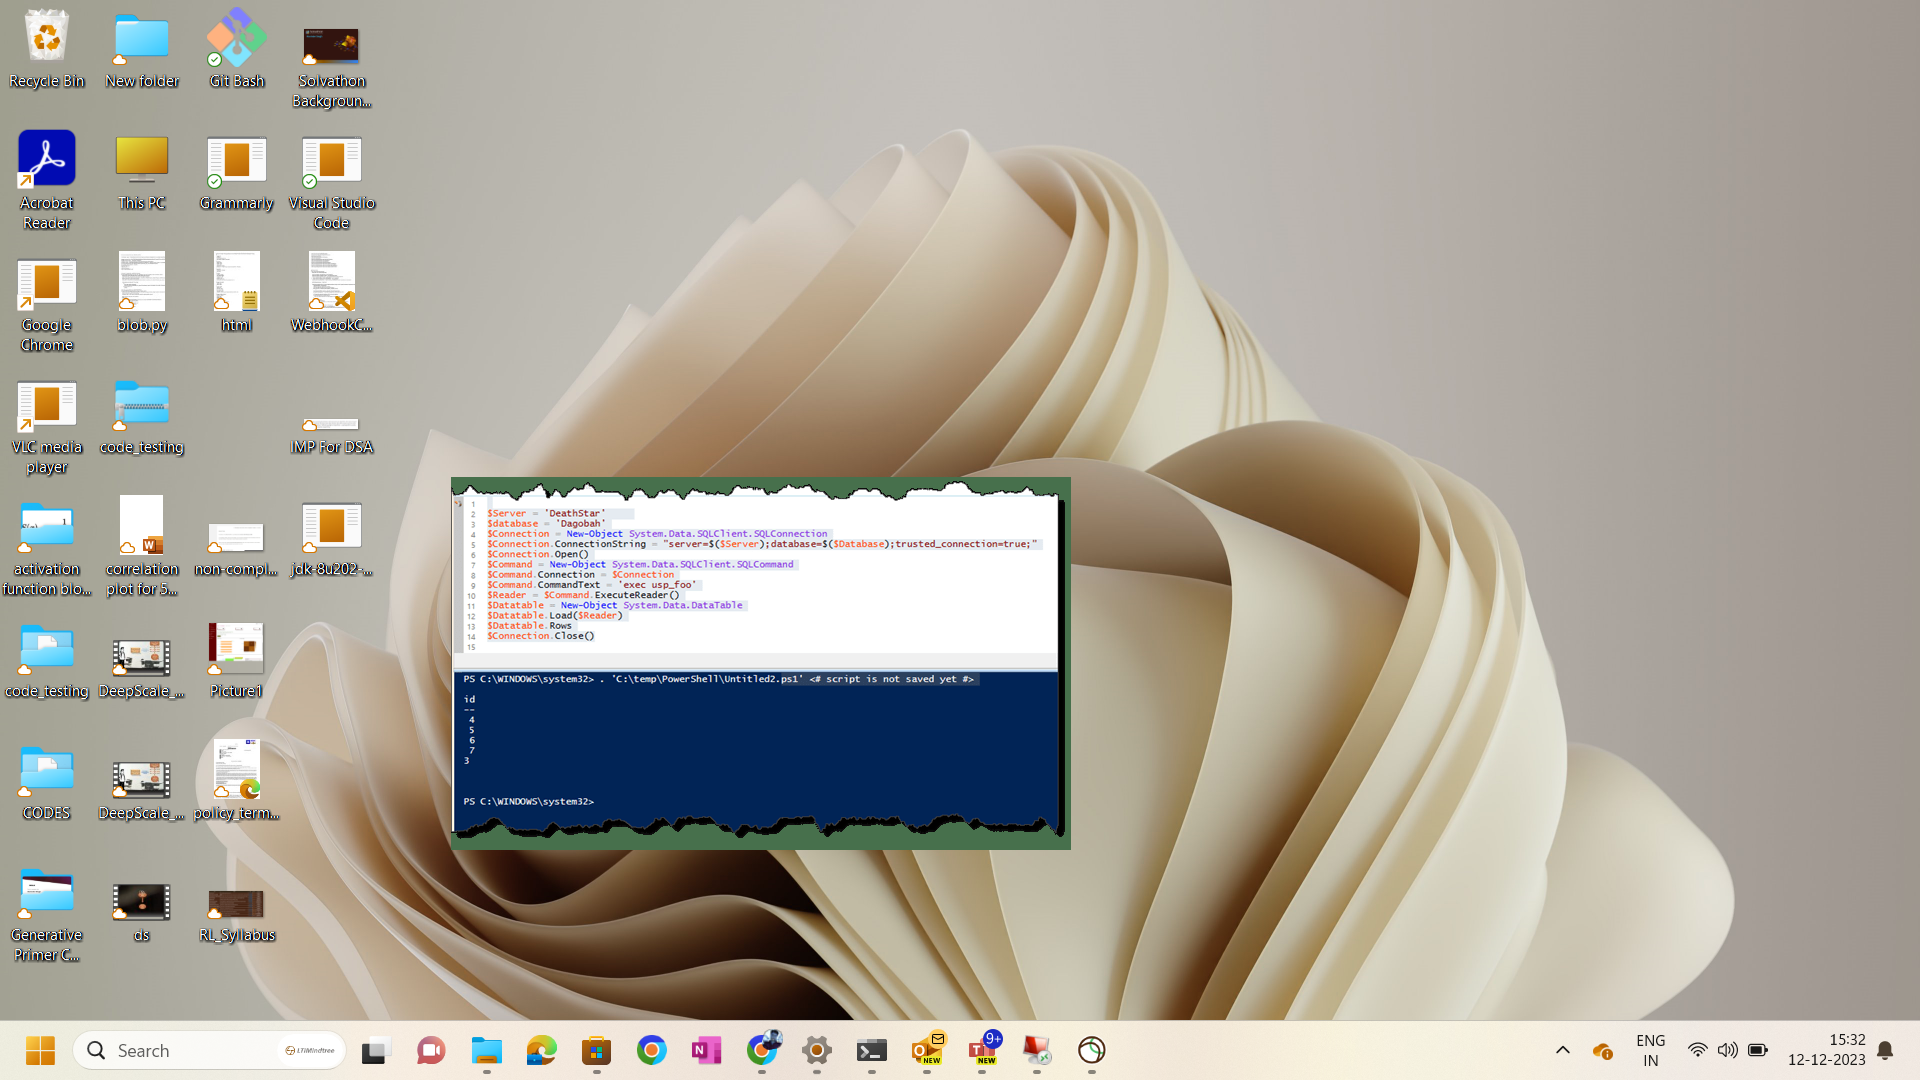 Recycle Bin
New folder
Git Bash
Solvathon
Backgroun...
Acrobat
Reader
This PC
Grammarly
Visual Studio
Code
Google
Chrome
blob.py
html
WebhookC...
VLC media
player
code_testing
IMP For DSA
activation
function blo...
correlation
plot for 5...
non-compl...
jdk-8u202-...
code_testing
DeepScale_...
Picture1
CODES
DeepScale_...
policy_term...
Generative
Primer C...
ds
RL_Syllabus
1
2 $Server = 'DeathStar'
3 $database = 'Dagobah'
4 $Connection = New-Object System.Data.SQLClient.SQLConnection
5 $Connection.ConnectionString = "server=$($Server);database=$($Database);trusted_connection=true;"
6 $Connection.Open()
7 $Command = New-Object System.Data.SQLClient.SQLCommand
8 $Command.Connection = $Connection
9 $Command.CommandText = 'exec usp_foo'
10 $Reader = $Command.ExecuteReader()
11 $Datatable = New-Object System.Data.DataTable
12 $Datatable.Load($Reader)
13 $Datatable.Rows
14 $Connection.Close()
15
PS C:\WINDOWS\system32> . 'C:\temp\PowerShell\Untitled2.ps1' <# script is not saved yet #>
id
--
4
5
6
7
3
PS C:\WINDOWS\system32>
Search
LTIMindtree
NEW
9+
NEW
ENG
IN
15:32
12-12-2023